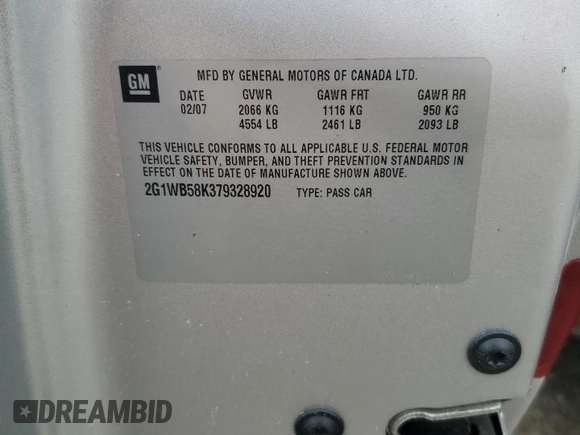 GM
MFD BY GENERAL MOTORS OF CANADA LTD.
DATE GVWR GAWR FRT GAWR RR
02/07 2066 KG 1116 KG 950 KG
4554 LB 2461 LB 2093 LB
THIS VEHICLE CONFORMS TO ALL APPLICABLE U.S. FEDERAL MOTOR
VEHICLE SAFETY, BUMPER, AND THEFT PREVENTION STANDARDS IN
EFFECT ON THE DATE OF MANUFACTURE SHOWN ABOVE.
2G1WB58K379328920 TYPE: PASS CAR
DREAMBID